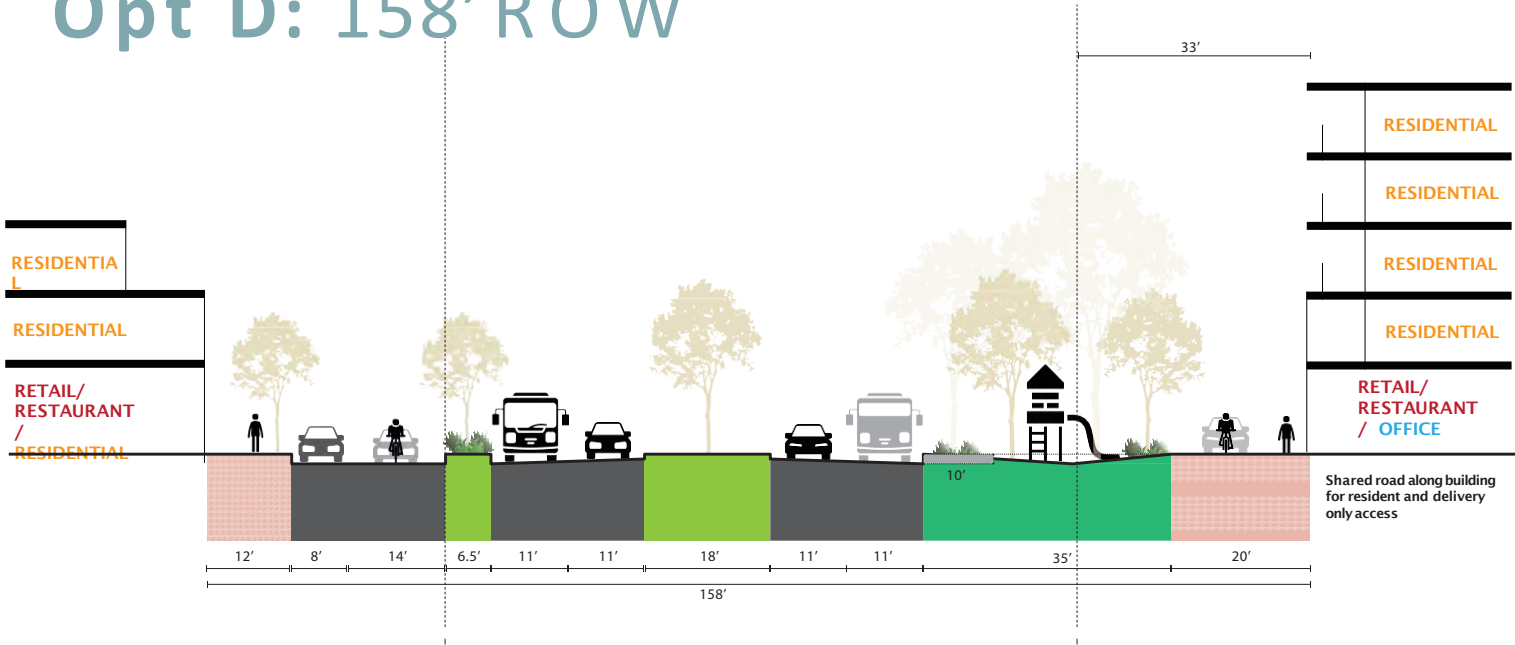 Opt D: 158' ROW
33'
RESIDENTIAL
RESIDENTIAL
RESIDENTIAL
RESIDENTIAL
RETAIL/
RESTAURANT
/ OFFICE
RESIDENTIA
L
RESIDENTIAL
RETAIL/
RESTAURANT
/
RESIDENTIAL
10'
Shared road along building
for resident and delivery
only access
12' 8' 14' 6.5' 11' 11' 18' 11' 11' 35' 20'
158'